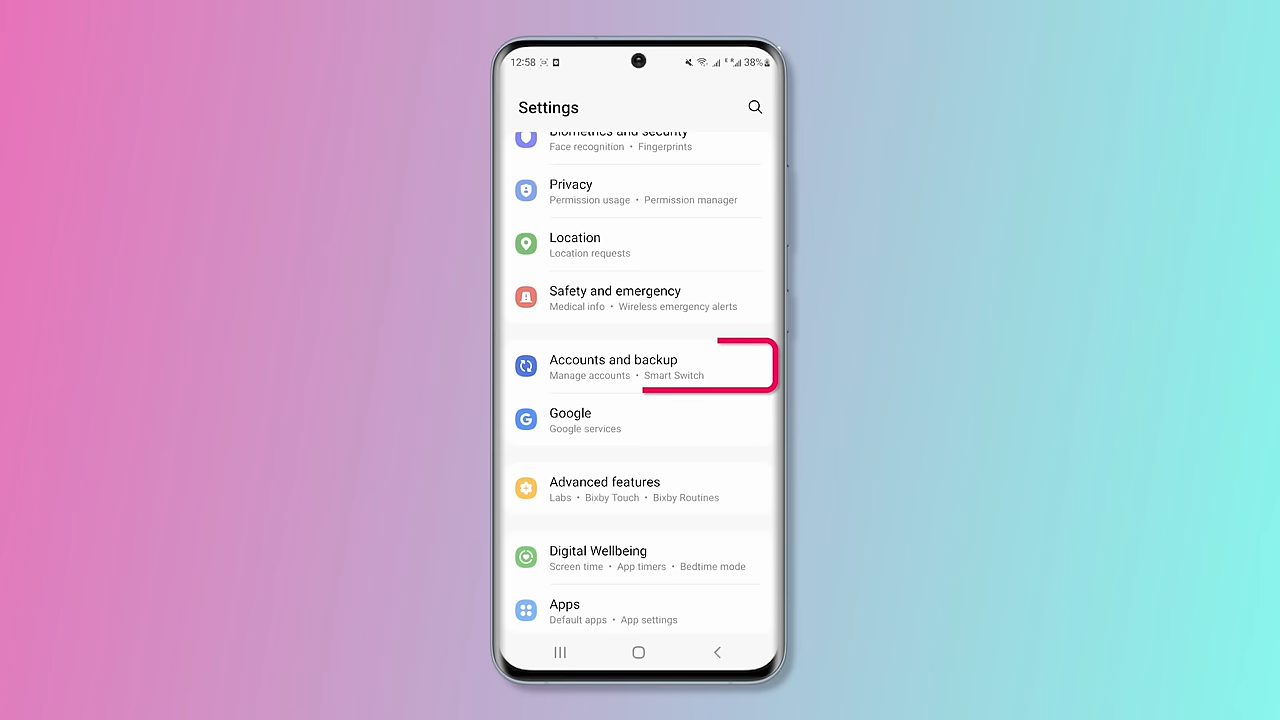 12:58 38%
Settings
Biometrics and security
Face recognition • Fingerprints
Privacy
Permission usage • Permission manager
Location
Location requests
Safety and emergency
Medical info • Wireless emergency alerts
Accounts and backup
Manage accounts • Smart Switch
Google
Google services
Advanced features
Labs • Bixby Touch • Bixby Routines
Digital Wellbeing
Screen time • App timers • Bedtime mode
Apps
Default apps • App settings